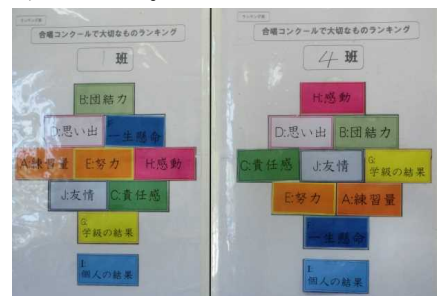 合唱コンクールで大切なものランキング
1 班
B:団結力
D:思い出
一生懸命
A:練習量
E:努力
H:感動
J:友情
C:責任感
G:
学級の結果
I:
個人の結果
合唱コンクールで大切なものランキング
4 班
H:感動
D:思い出
B:団結力
C:責任感
J:友情
G:
学級の結果
E:努力
A:練習量
一生懸命
I:
個人の結果